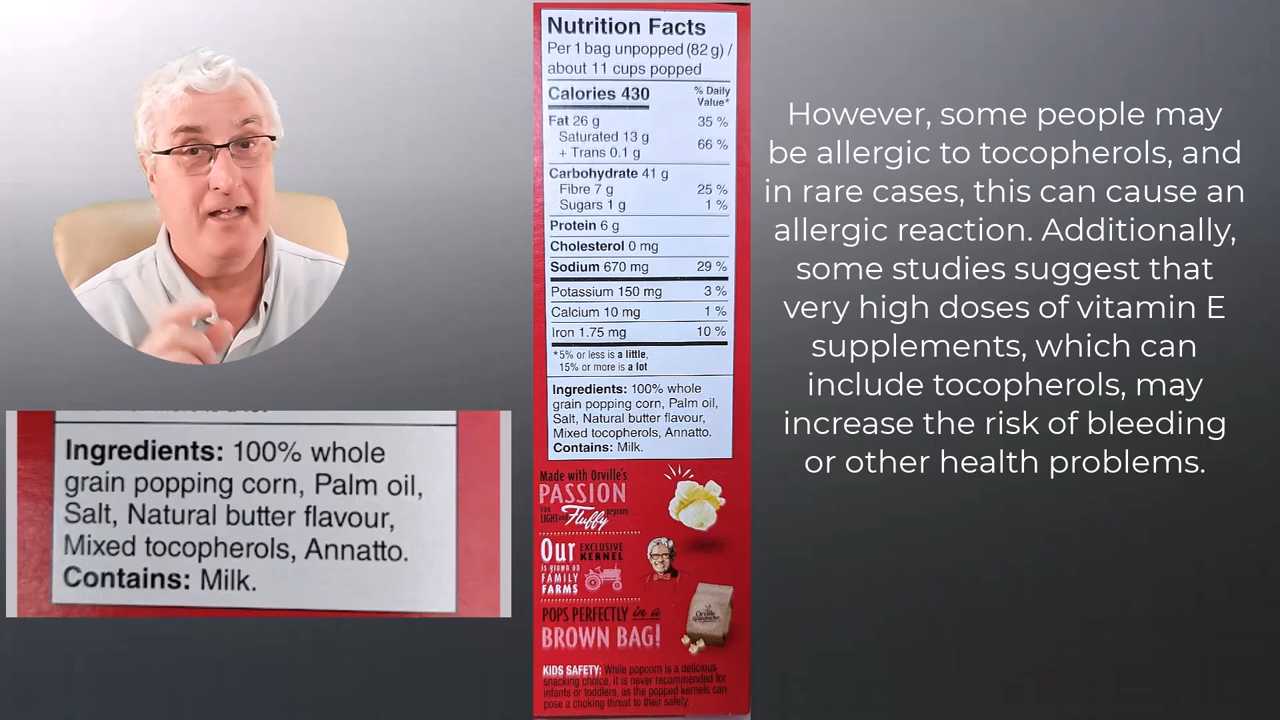 Nutrition Facts
Per 1 bag unpopped (82 g) /
about 11 cups popped
Calories 430
% Daily
Value*
Fat 26 g 35 %
Saturated 13 g
+ Trans 0.1 g
66 %
Carbohydrate 41 g
Fibre 7 g 25 %
Sugars 1 g 1 %
Protein 6 g
Cholesterol 0 mg
Sodium 670 mg 29 %
Potassium 150 mg 3 %
Calcium 10 mg 1 %
Iron 1.75 mg 10 %
*5% or less is a little,
15% or more is a lot
Ingredients: 100% whole
grain popping corn, Palm oil,
Salt, Natural butter flavour,
Mixed tocopherols, Annatto.
Contains: Milk.
Made with Orville's
PASSION
FOR LIGHT and Fluffy popcorn
Our EXCLUSIVE
KERNEL
is grown on
FAMILY
FARMS
POPS PERFECTLY in a
BROWN BAG!
KIDS SAFETY: While popcorn is a delicious
snacking choice, it is never recommended for
infants or toddlers, as the popped kernels can
pose a choking threat to their safety.
Ingredients: 100% whole
grain popping corn, Palm oil,
Salt, Natural butter flavour,
Mixed tocopherols, Annatto.
Contains: Milk.
However, some people may
be allergic to tocopherols, and
in rare cases, this can cause an
allergic reaction. Additionally,
some studies suggest that
very high doses of vitamin E
supplements, which can
include tocopherols, may
increase the risk of bleeding
or other health problems.